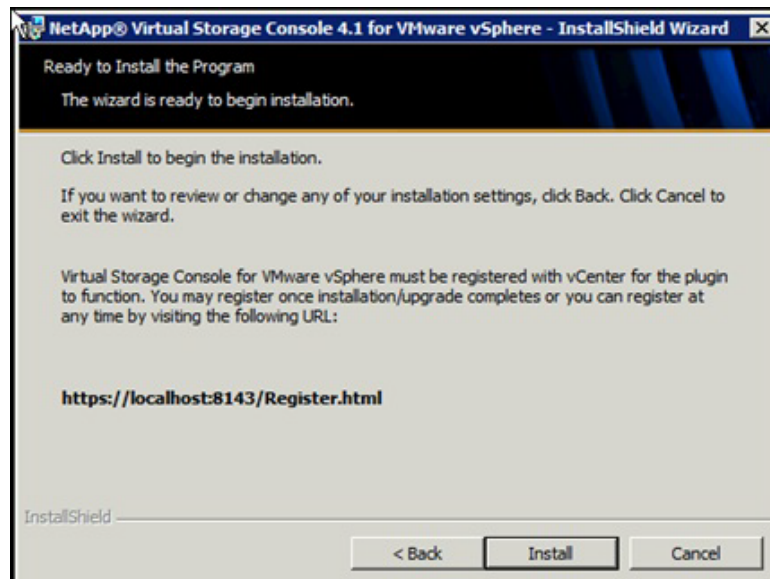 NetApp® Virtual Storage Console 4.1 for VMware vSphere - InstallShield Wizard
Ready to Install the Program
The wizard is ready to begin installation.
Click Install to begin the installation.
If you want to review or change any of your installation settings, click Back. Click Cancel to
exit the wizard.
Virtual Storage Console for VMware vSphere must be registered with vCenter for the plugin
to function. You may register once installation/upgrade completes or you can register at
any time by visiting the following URL:
https://localhost:8143/Register.html
InstallShield
< Back Install Cancel